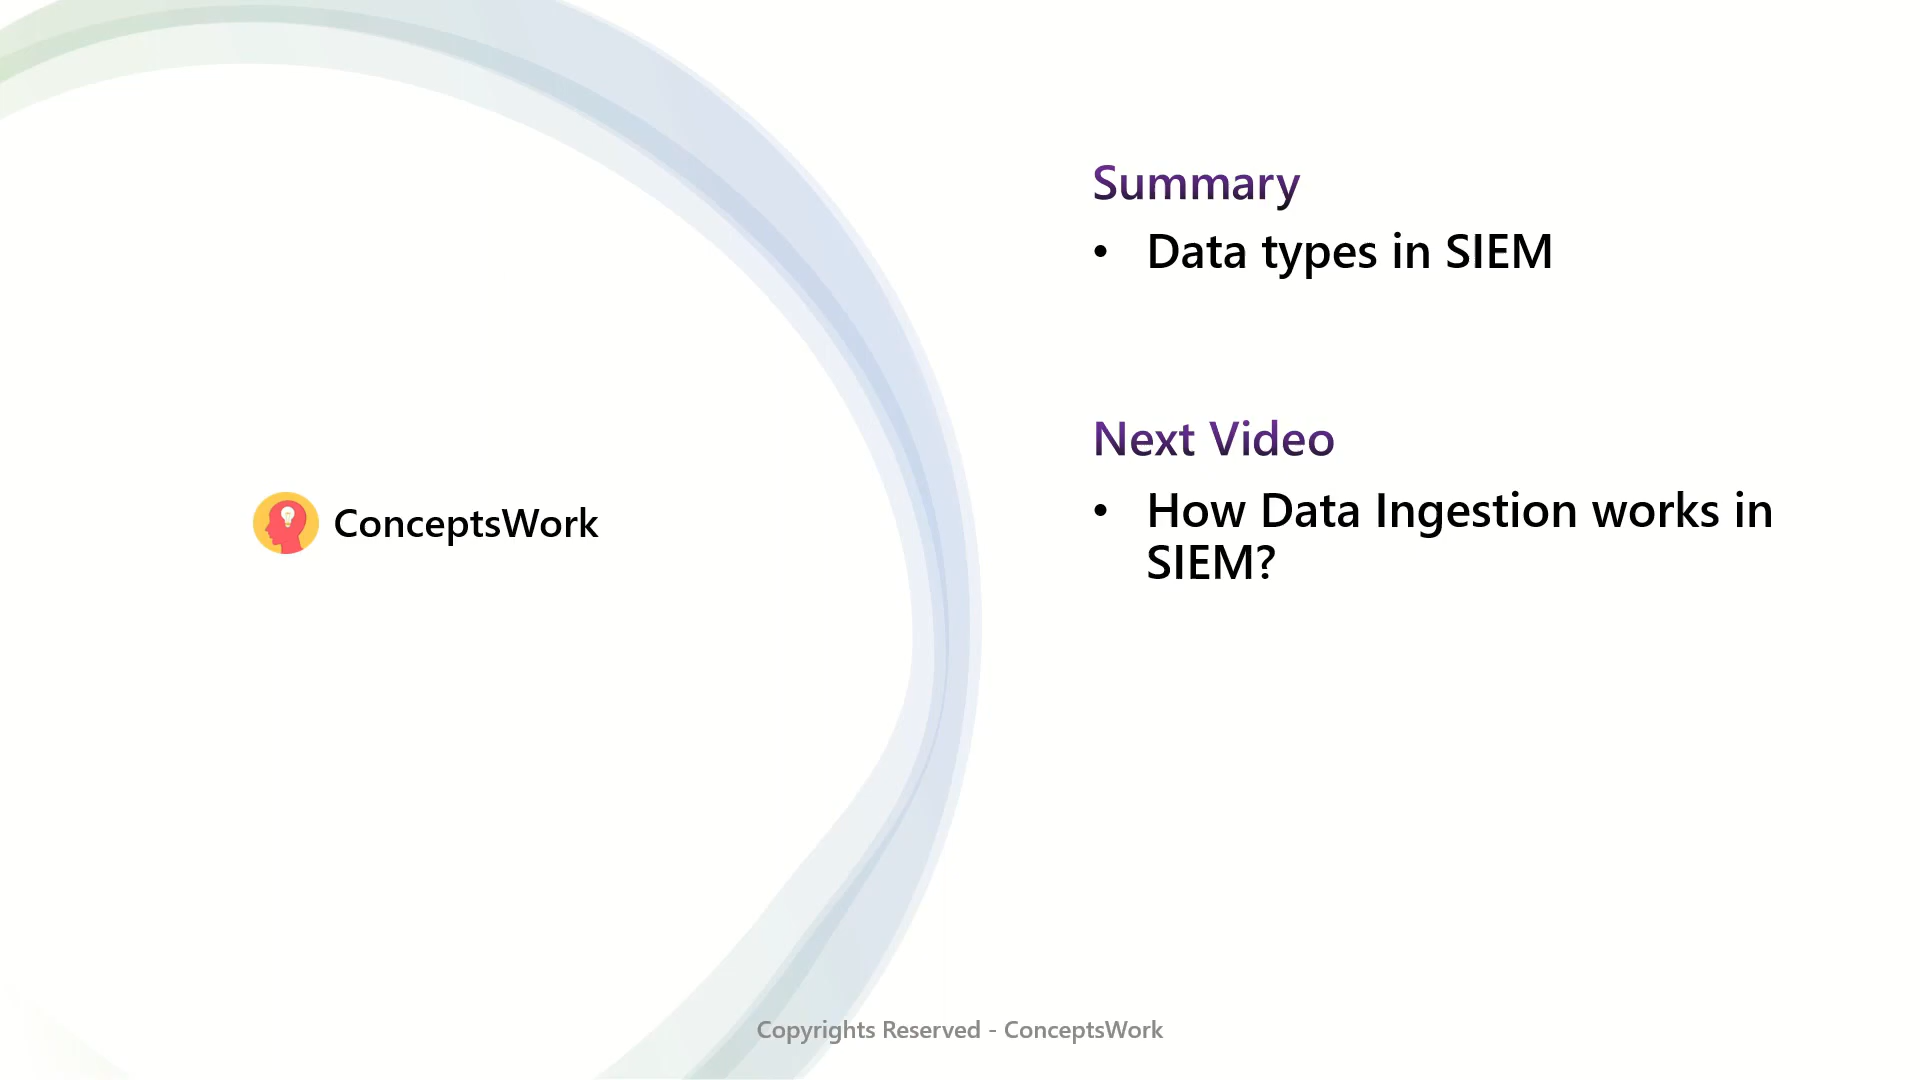 Summary
• Data types in SIEM
Next Video
• How Data Ingestion works in
SIEM?
ConceptsWork
Copyrights Reserved - ConceptsWork